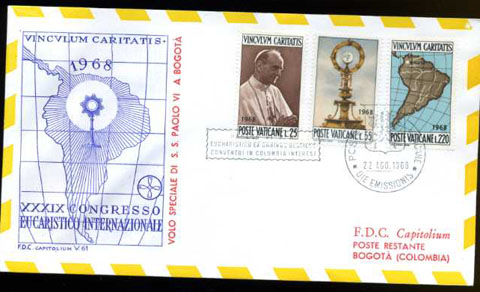 VINCVLVM CARITATIS·
1968
XXXIX CONGRESSO
EUCARISTICO INTERNAZIONALE
F.D.C. CAPITOLIUM
VOLO SPECIALE DI S. S. PAOLO VI A BOGOTÁ
1968
POSTE VATICANE L. 25
VINCVLVM CARITATIS
1968
POSTE VATICANE L. 55
VINCVLVM CARITATIS
1968
POSTE VATICANE L. 220
22 AGO. 1968
DIE EMISSIONIS
F.D.C. Capitolium
POSTE RESTANTE
BOGOTÁ (COLOMBIA)